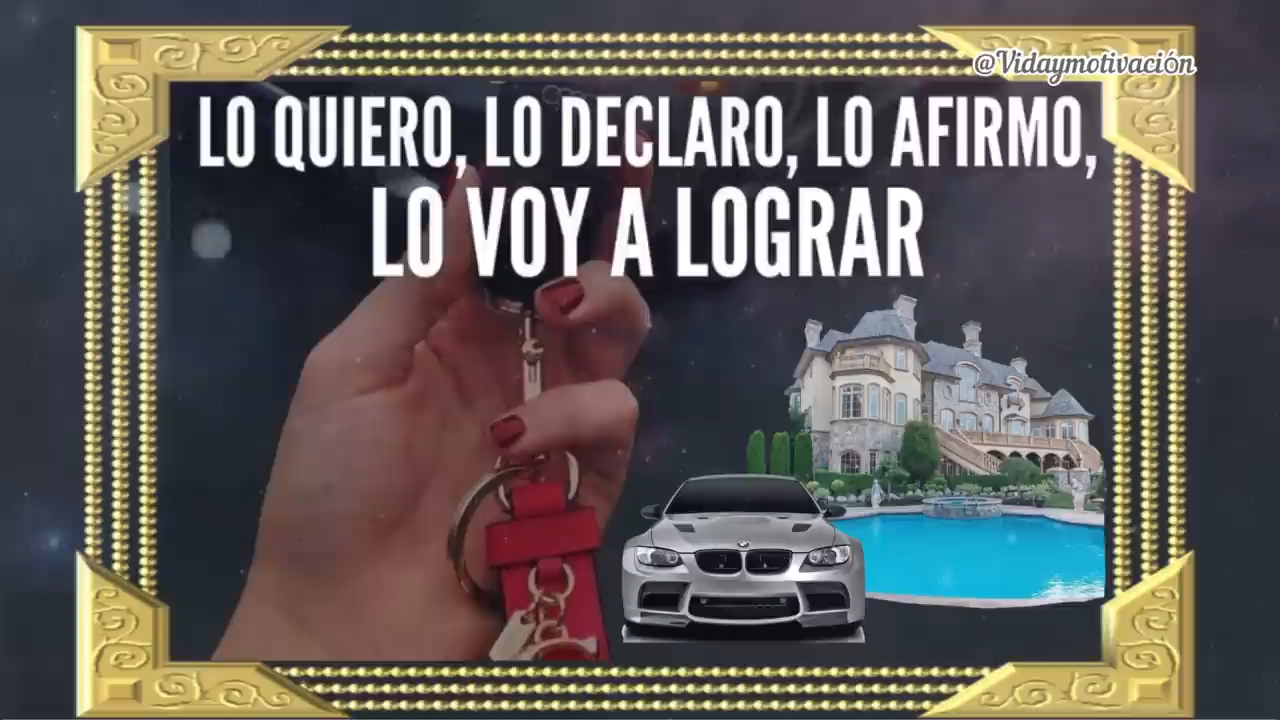 @Vidaymotivación
LO QUIERO, LO DECLARO, LO AFIRMO,
LO VOY A LOGRAR